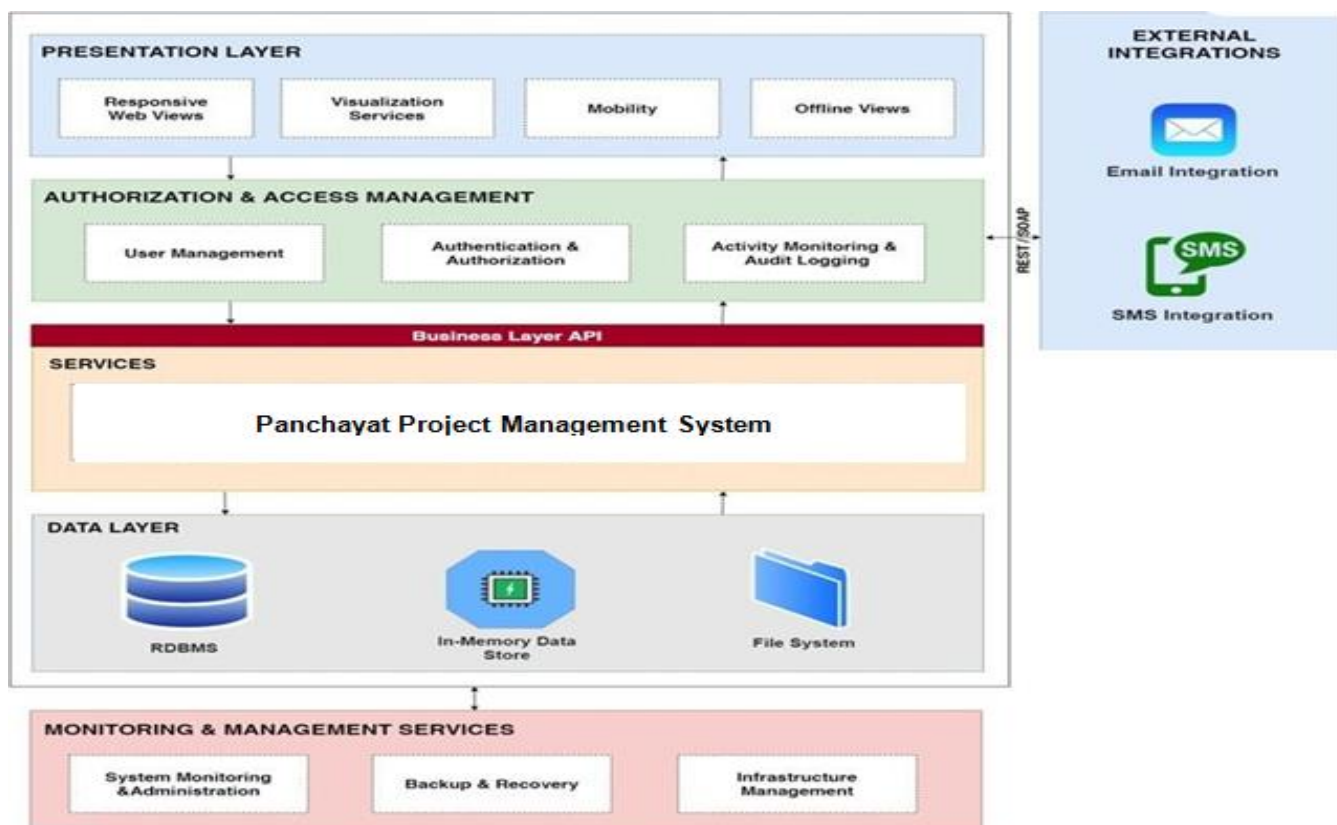 PRESENTATION LAYER
Responsive
Web Views
Visualization
Services
Mobility
Offline Views
AUTHORIZATION & ACCESS MANAGEMENT
User Management
Authentication &
Authorization
Activity Monitoring &
Audit Logging
Business Layer API
SERVICES
Panchayat Project Management System
DATA LAYER
RDBMS
In-Memory Data
Store
File System
MONITORING & MANAGEMENT SERVICES
System Monitoring
&Administration
Backup & Recovery
Infrastructure
Management
REST/SOAP
EXTERNAL
INTEGRATIONS
Email Integration
SMS
SMS Integration